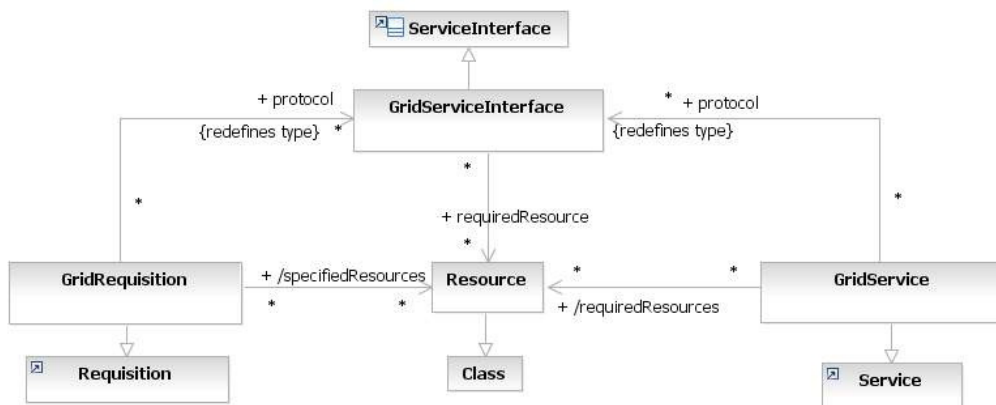 ServiceInterface
+ protocol
GridServiceInterface
*
+ protocol
{redefines type} *
{redefines type}
*
*
*
+ requiredResource
*
GridRequisition
+ /specifiedResources
*
*
Resource
*
*
+ /requiredResources
GridService
Requisition
Class
Service